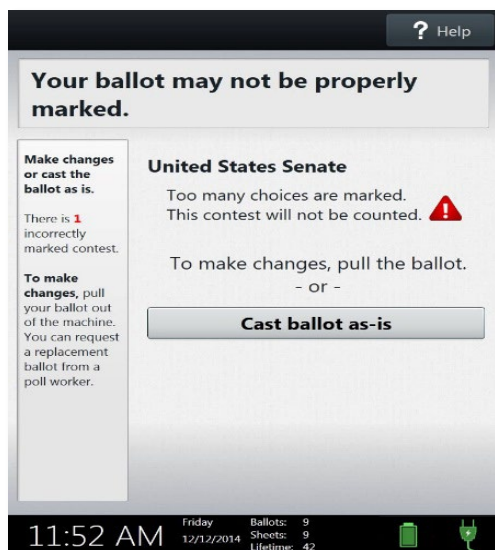 ? Help
Your ballot may not be properly
marked.
Make changes
or cast the
ballot as is.
There is 1
incorrectly
marked contest.
To make
changes, pull
your ballot out
of the machine.
You can request
a replacement
ballot from a
poll worker.
United States Senate
Too many choices are marked.
This contest will not be counted.
To make changes, pull the ballot.
- or -
Cast ballot as-is
11:52 AM
Friday
12/12/2014
Ballots: 9
Sheets: 9
Lifetime: 42